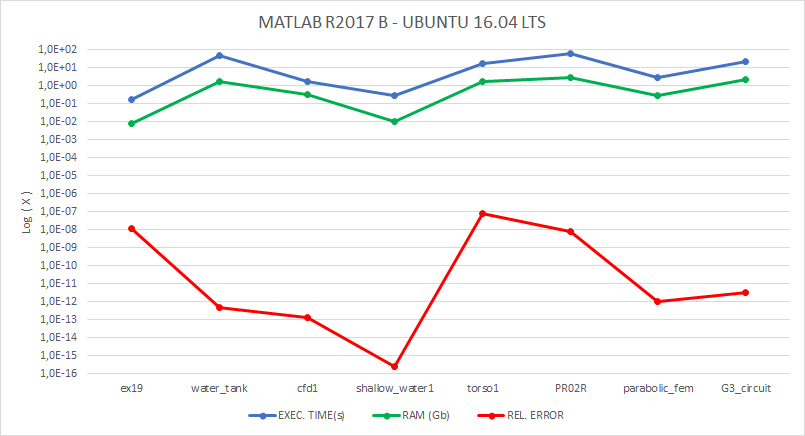 MATLAB R2017 B - UBUNTU 16.04 LTS
1,0E+02
1,0E+01
1,0E+00
1,0E-01
1,0E-02
1,0E-03
1,0E-04
1,0E-05
1,0E-06
1,0E-07
1,0E-08
1,0E-09
1,0E-10
1,0E-11
1,0E-12
1,0E-13
1,0E-14
1,0E-15
1,0E-16
Log ( X )
ex19 water_tank cfd1 shallow_water1 torso1 PR02R parabolic_fem G3_circuit
EXEC. TIME(s) RAM (Gb) REL. ERROR